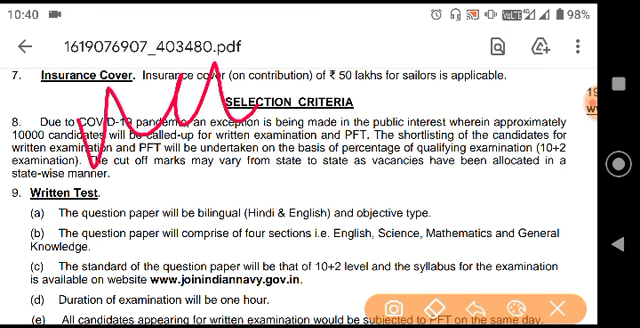 10:40 98%
1619076907_403480.pdf
7. Insurance Cover. Insurance cover (on contribution) of ₹ 50 lakhs for sailors is applicable.
SELECTION CRITERIA
8. Due to COVID-19 pandemic, an exception is being made in the public interest wherein approximately
10000 candidates will be called-up for written examination and PFT. The shortlisting of the candidates for
written examination and PFT will be undertaken on the basis of percentage of qualifying examination (10+2
examination). The cut off marks may vary from state to state as vacancies have been allocated in a
state-wise manner.
9. Written Test.
(a) The question paper will be bilingual (Hindi & English) and objective type.
(b) The question paper will comprise of four sections i.e. English, Science, Mathematics and General
Knowledge.
(c) The standard of the question paper will be that of 10+2 level and the syllabus for the examination
is available on website www.joinindiannavy.gov.in.
(d) Duration of examination will be one hour.
(e) All candidates appearing for written examination would be subjected to PFT on the same day.